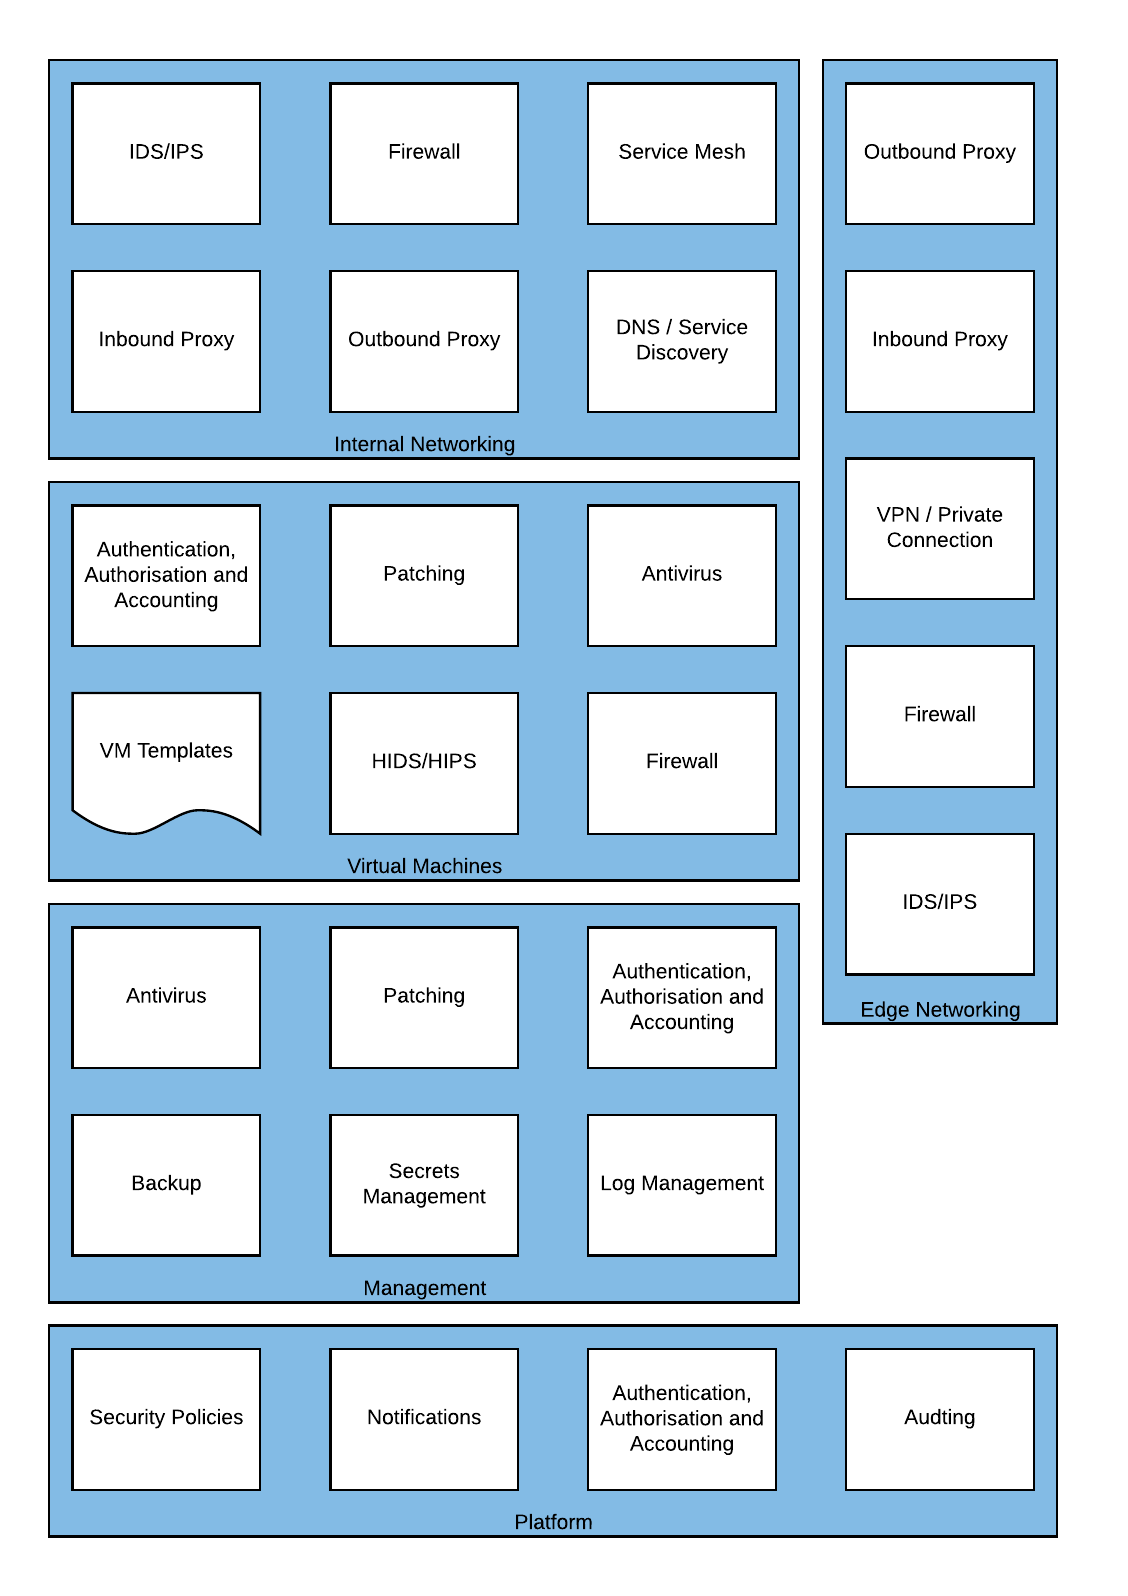 IDS/IPS
Firewall
Service Mesh
Inbound Proxy
Outbound Proxy
DNS / Service
Discovery
Internal Networking
Authentication,
Authorisation and
Accounting
Patching
Antivirus
VM Templates
HIDS/HIPS
Firewall
Virtual Machines
Antivirus
Patching
Authentication,
Authorisation and
Accounting
Backup
Secrets
Management
Log Management
Management
Outbound Proxy
Inbound Proxy
VPN / Private
Connection
Firewall
IDS/IPS
Edge Networking
Security Policies
Notifications
Authentication,
Authorisation and
Accounting
Audting
Platform